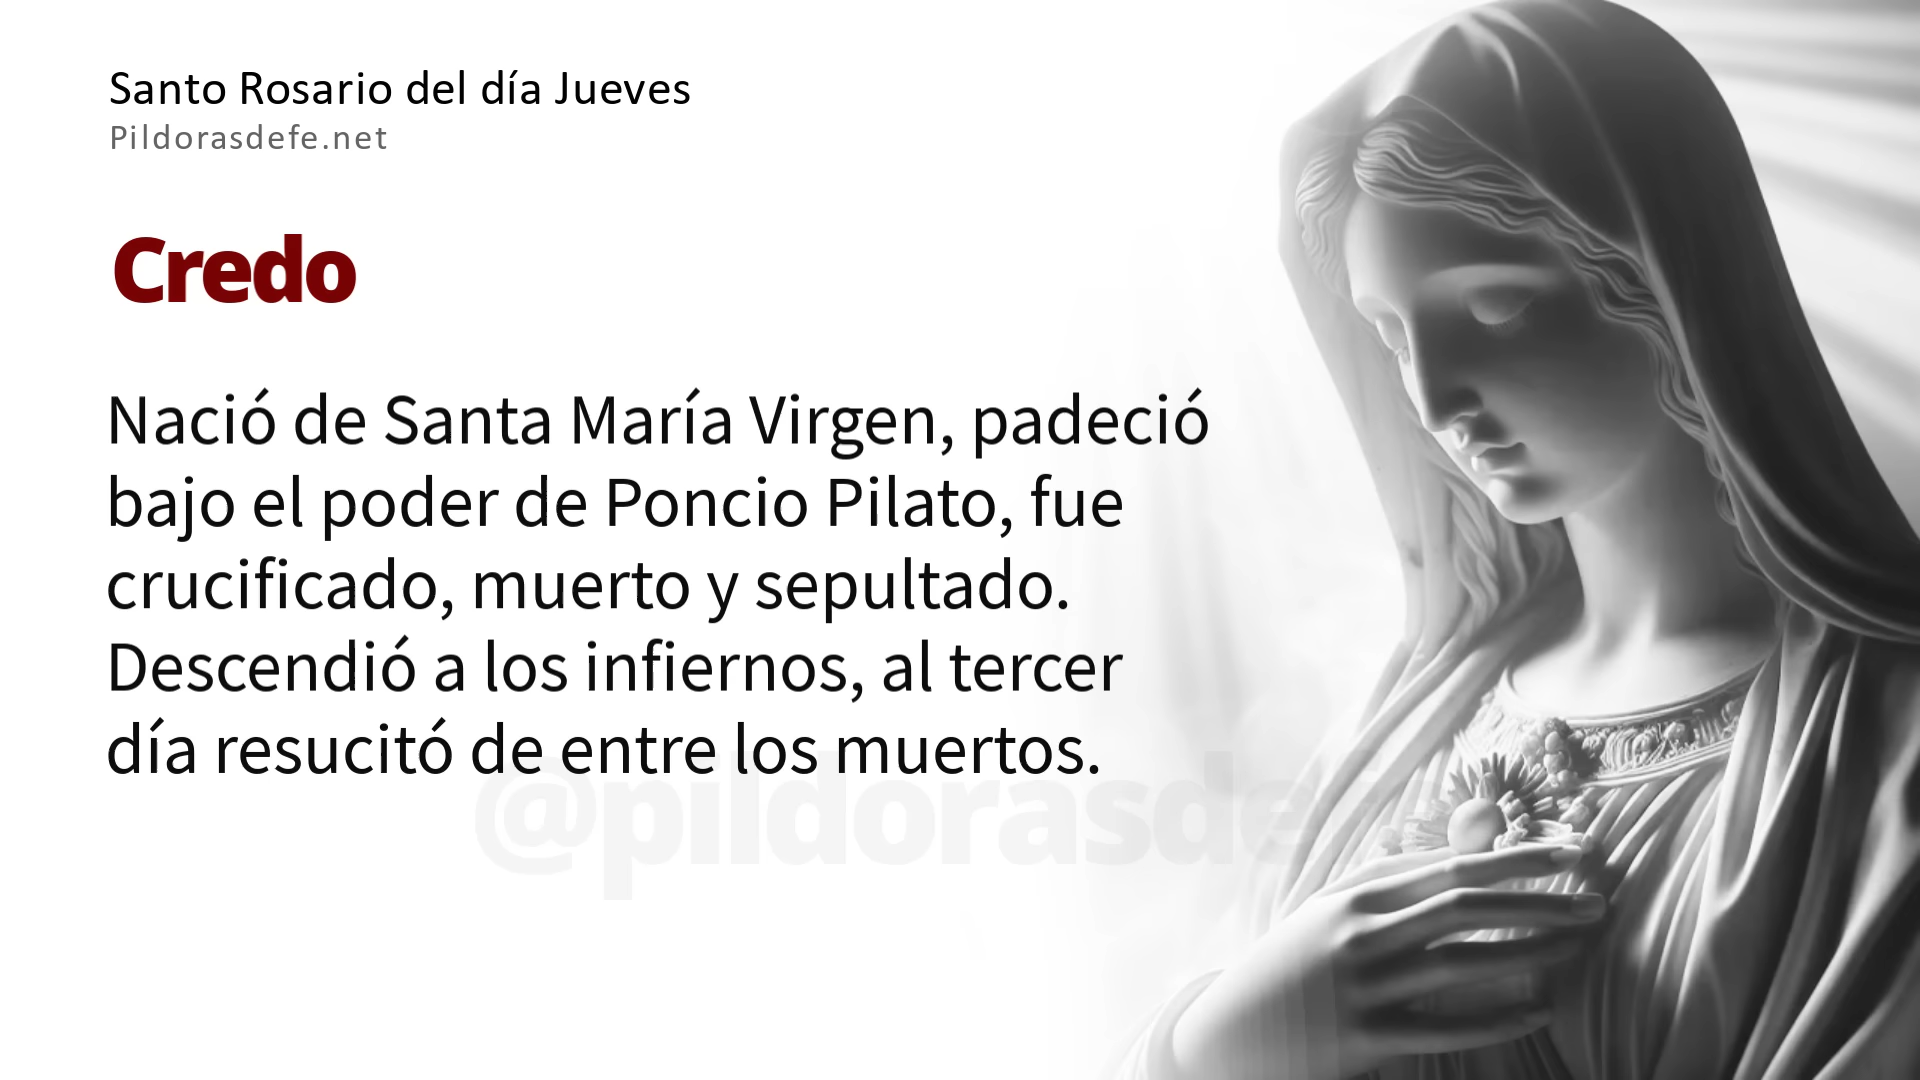 Santo Rosario del día Jueves
Pildorasdefe.net
Credo
Nació de Santa María Virgen, padeció
bajo el poder de Poncio Pilato, fue
crucificado, muerto y sepultado.
Descendió a los infiernos, al tercer
día resucitó de entre los muertos.
@pildorasdefe